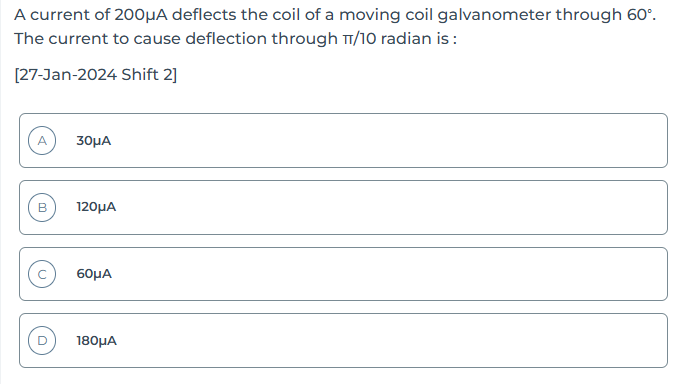 A current of 200μA deflects the coil of a moving coil galvanometer through 60°.
The current to cause deflection through π/10 radian is :
[27-Jan-2024 Shift 2]
A 30μA
B 120μA
C 60μA
D 180μA